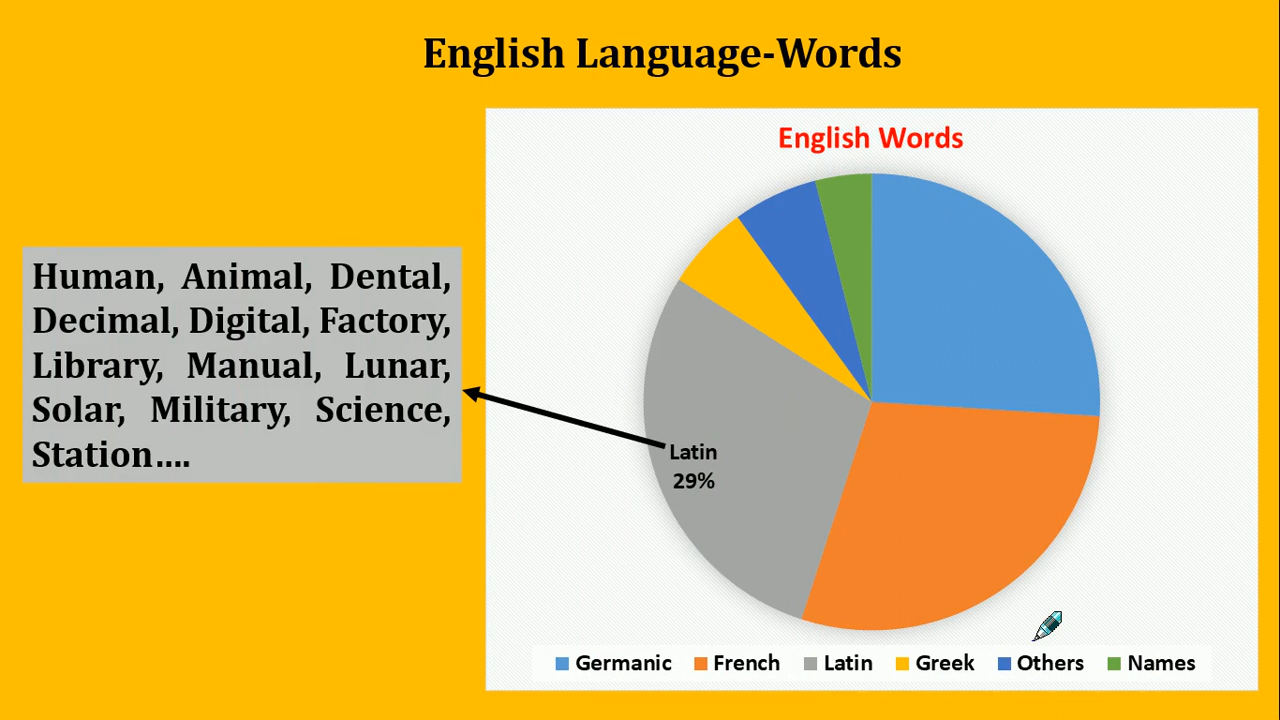 English Language-Words
English Words
Human, Animal, Dental,
Decimal, Digital, Factory,
Library, Manual, Lunar,
Solar, Military, Science,
Station....
Latin
29%
Germanic French Latin Greek Others Names